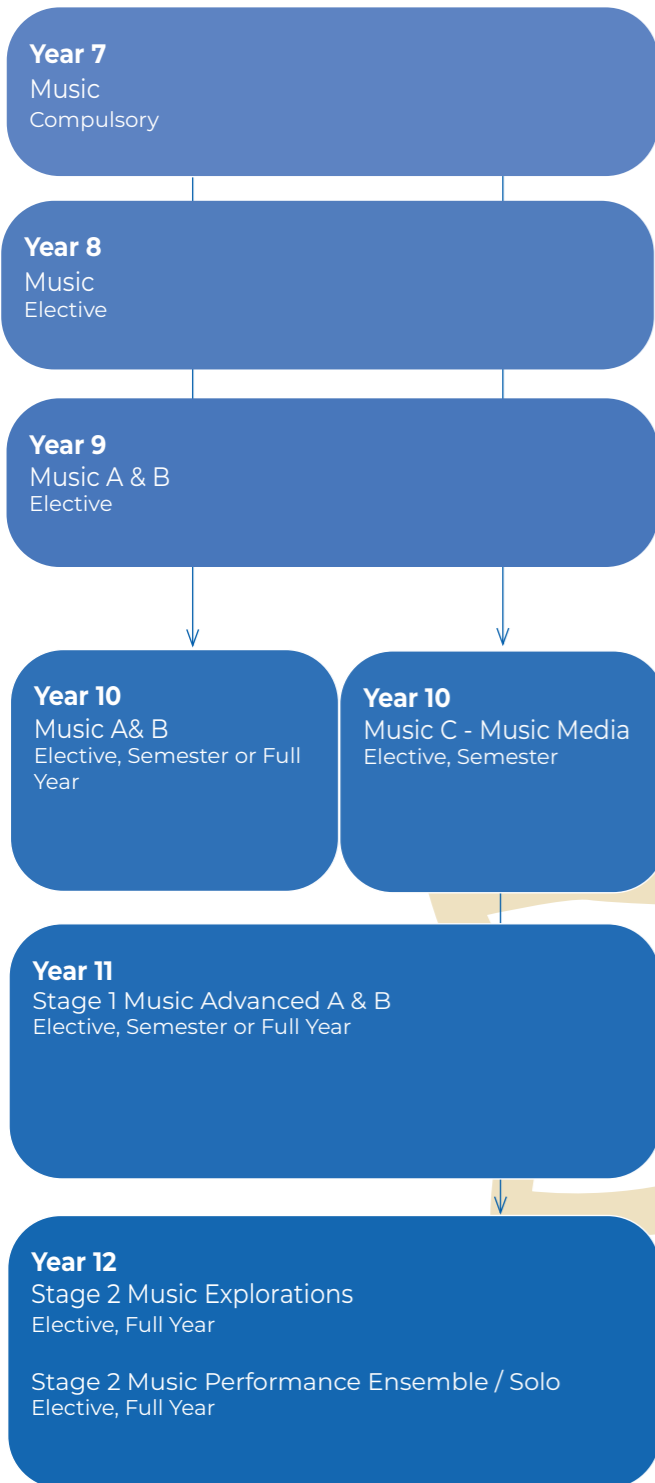 Year 7
Music
Compulsory
Year 8
Music
Elective
Year 9
Music A & B
Elective
Year 10
Music A& B
Elective, Semester or Full
Year
Year 10
Music C - Music Media
Elective, Semester
Year 11
Stage 1 Music Advanced A & B
Elective, Semester or Full Year
Year 12
Stage 2 Music Explorations
Elective, Full Year
Stage 2 Music Performance Ensemble / Solo
Elective, Full Year